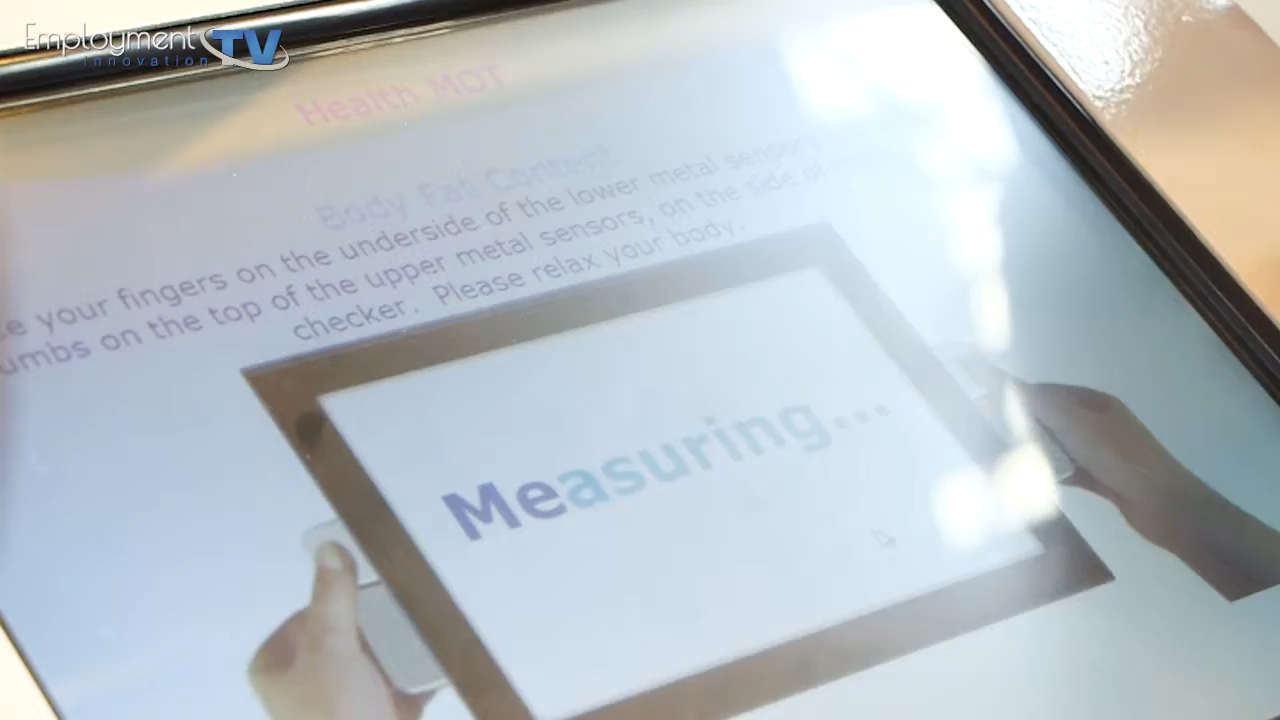 Employment TV
innovation
Health MOT
Body Fat Content
your fingers on the underside of the lower metal sensors
on the top of the upper metal sensors, on the side of
checker. Please relax your body.
Measuring...